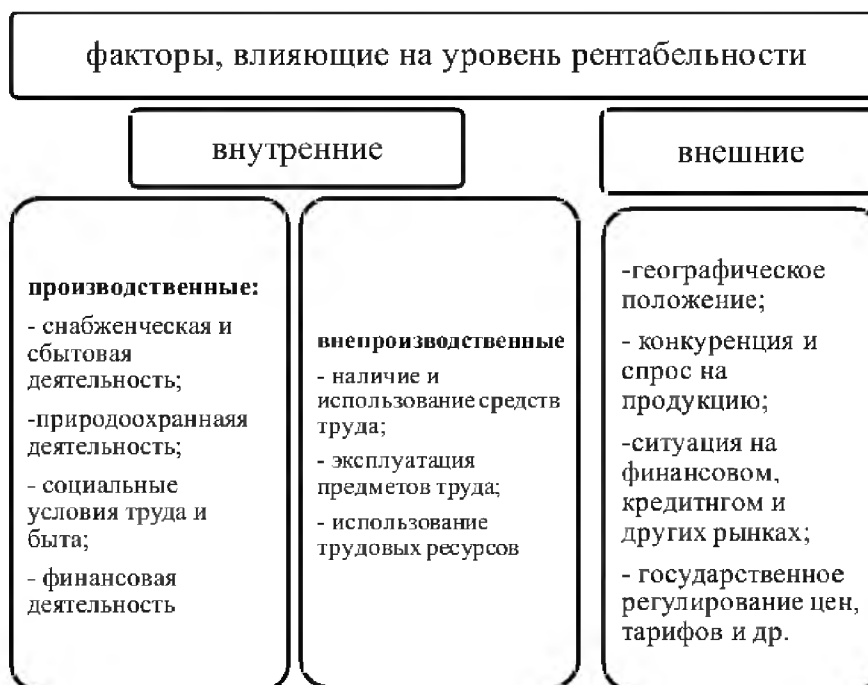 факторы, влияющие на уровень рентабельности
внутренние
внешние
производственные:
- снабженческая и
сбытовая
деятельность;
-природоохранная
деятельность;
- социальные
условия труда и
быта;
- финансовая
деятельность
внепроизводственные
- наличие и
использование средств
труда;
- эксплуатация
предметов труда;
- использование
трудовых ресурсов
-географическое
положение;
- конкуренция и
спрос на
продукцию;
-ситуация на
финансовом,
кредитнгом и
других рынках;
- государственное
регулирование цен,
тарифов и др.